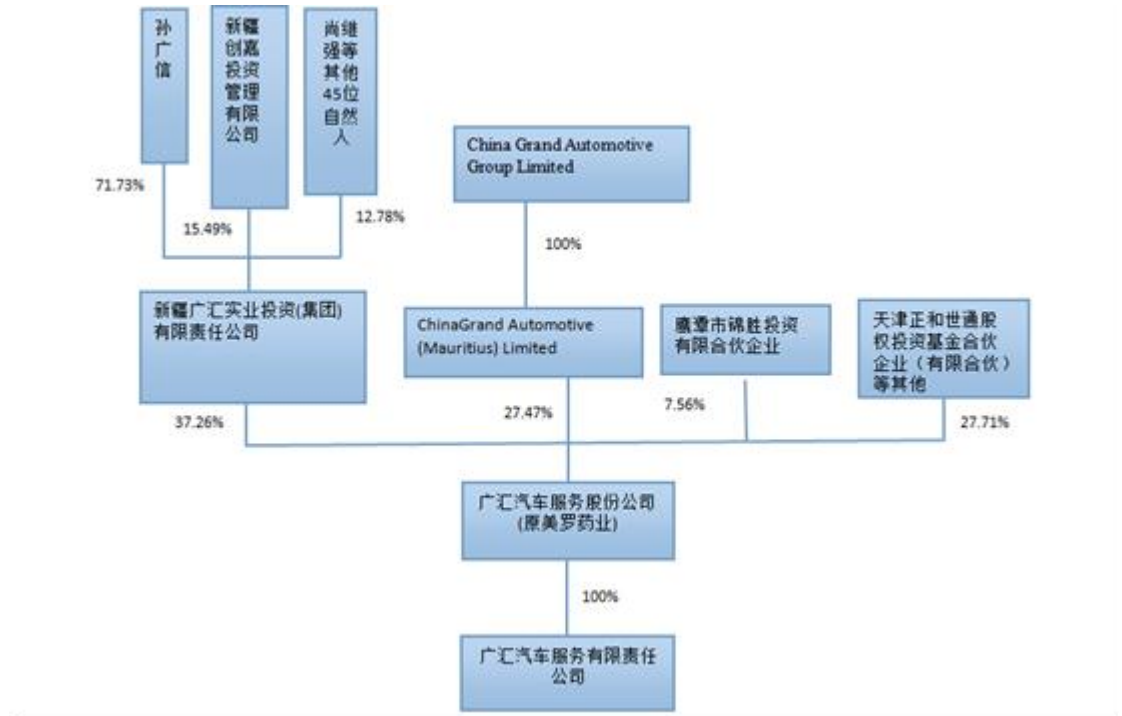 孙
广
信
新疆
创嘉
投资
管理
有限
公司
尚继
强等
其他
45位
自然
人
China Grand Automotive
Group Limited
71.73%
15.49%
12.78%
100%
新疆广汇实业投资(集团)
有限责任公司
ChinaGrand Automotive
(Mauritius) Limited
鹰潭市锦胜投资
有限合伙企业
天津正和世通股
权投资基金合伙
企业（有限合伙）
等其他
37.26%
27.47%
7.56%
27.71%
广汇汽车服务股份公司
(原美罗药业)
100%
广汇汽车服务有限责任
公司